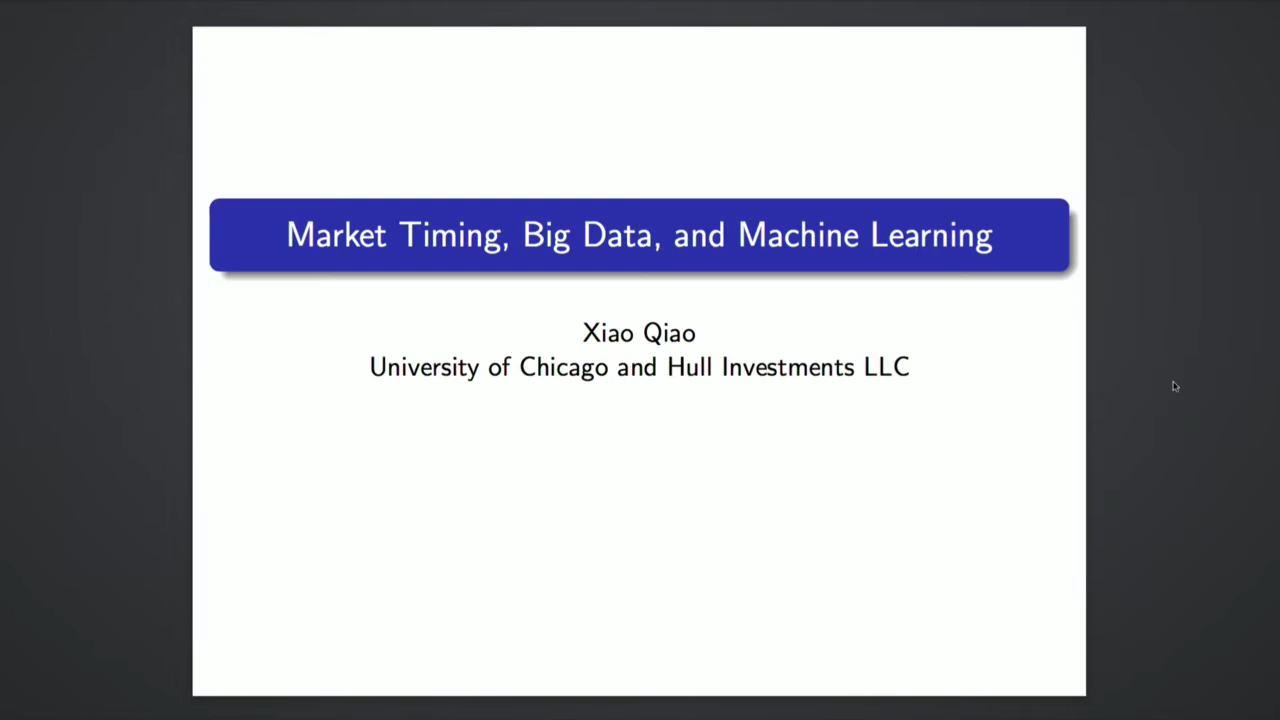 Market Timing, Big Data, and Machine Learning
Xiao Qiao
University of Chicago and Hull Investments LLC